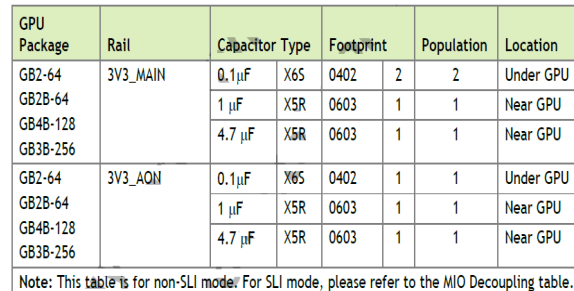 GPU Package Rail Capacitor Type Footprint Population Location
GB2-64 3V3_MAIN 0.1µF X6S 0402 2 2 Under GPU
GB2B-64 1 µF X5R 0603 1 1 Near GPU
GB4B-128 4.7 µF X5R 0603 1 1 Near GPU
GB3B-256
GB2-64 3V3_AON 0.1µF X6S 0402 1 1 Under GPU
GB2B-64 1 µF X5R 0603 1 1 Near GPU
GB4B-128 4.7 µF X5R 0603 1 1 Near GPU
GB3B-256
Note: This table is for non-SLI mode. For SLI mode, please refer to the MIO Decoupling table.